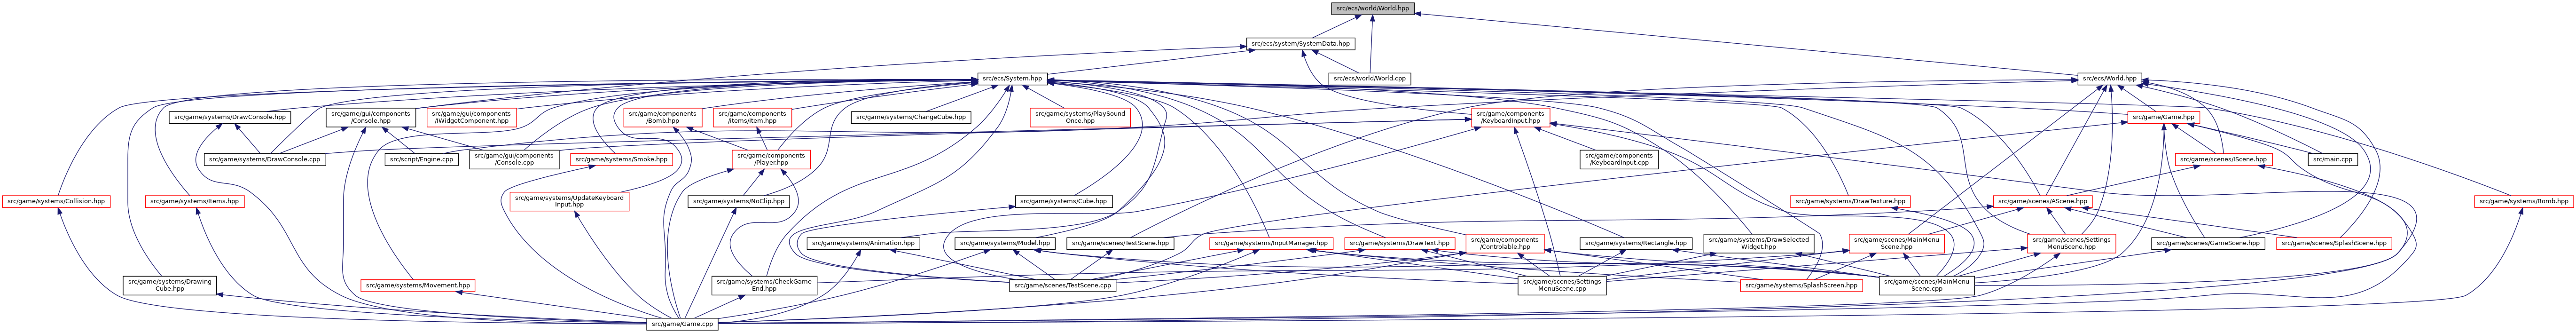 src/ecs/world/World.hpp
src/ecs/system/SystemData.hpp
src/ecs/System.hpp
src/ecs/world/World.cpp
src/ecs/World.hpp
src/game/systems/DrawConsole.hpp
src/game/gui/components
/Console.hpp
src/game/gui/components
/WidgetComponent.hpp
src/game/components
/Bomb.hpp
src/game/components
/items/Item.hpp
src/game/systems/ChangeCube.hpp
src/game/systems/PlaySound
Once.hpp
src/game/components
/KeyboardInput.hpp
src/game/Game.hpp
src/game/systems/DrawConsole.cpp
src/script/Engine.cpp
src/game/gui/components
/Console.cpp
src/game/systems/Smoke.hpp
src/game/components
/Player.hpp
src/game/components
/KeyboardInput.cpp
src/game/scenes/IScene.hpp
src/main.cpp
src/game/systems/Collision.hpp
src/game/systems/Items.hpp
src/game/systems/UpdateKeyboard
Input.hpp
src/game/systems/NoClip.hpp
src/game/systems/Cube.hpp
src/game/systems/DrawTexture.hpp
src/game/scenes/AScene.hpp
src/game/systems/Bomb.hpp
src/game/systems/Animation.hpp
src/game/systems/Model.hpp
src/game/scenes/TestScene.hpp
src/game/systems/InputManager.hpp
src/game/systems/DrawText.hpp
src/game/components
/Controlable.hpp
src/game/systems/Rectangle.hpp
src/game/systems/DrawSelected
Widget.hpp
src/game/scenes/MainMenu
Scene.hpp
src/game/scenes/Settings
MenuScene.hpp
src/game/scenes/GameScene.hpp
src/game/scenes/SplashScene.hpp
src/game/systems/Drawing
Cube.hpp
src/game/systems/Movement.hpp
src/game/systems/CheckGame
End.hpp
src/game/scenes/TestScene.cpp
src/game/scenes/Settings
MenuScene.cpp
src/game/systems/SplashScreen.hpp
src/game/scenes/MainMenu
Scene.cpp
src/game/Game.cpp